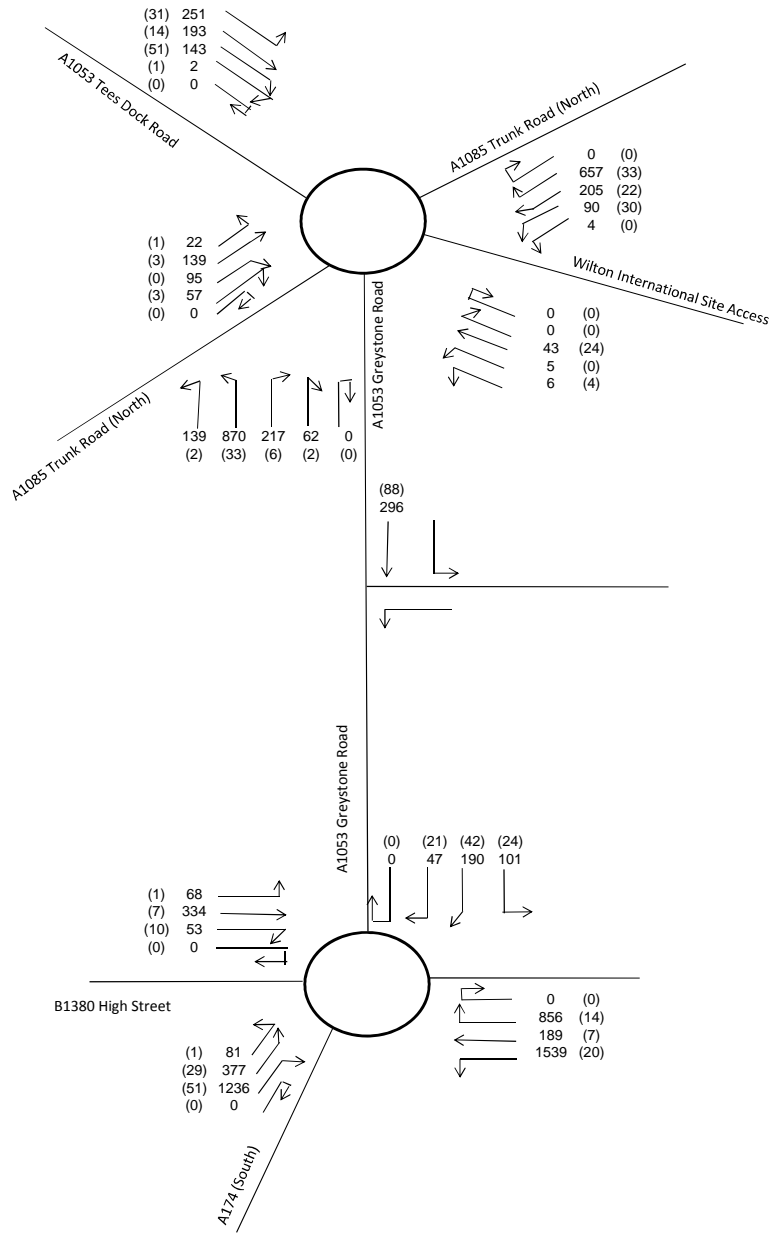 (31) 251
(14) 193
(51) 143
(1) 2
(0) 0
A1053 Tees Dock Road
A1085 Trunk Road (North)
0 (0)
657 (33)
205 (22)
90 (30)
4 (0)
Wilton International Site Access
(1) 22
(3) 139
(0) 95
(3) 57
(0) 0
0 (0)
0 (0)
43 (24)
5 (0)
6 (4)
A1085 Trunk Road (North)
A1053 Greystone Road
139 870 217 62 0
(2) (33) (6) (2) (0)
(88)
296
A1053 Greystone Road
(0) (21) (42) (24)
0 47 190 101
(1) 68
(7) 334
(10) 53
(0) 0
B1380 High Street
0 (0)
856 (14)
189 (7)
1539 (20)
(1) 81
(29) 377
(51) 1236
(0) 0
A174 (South)